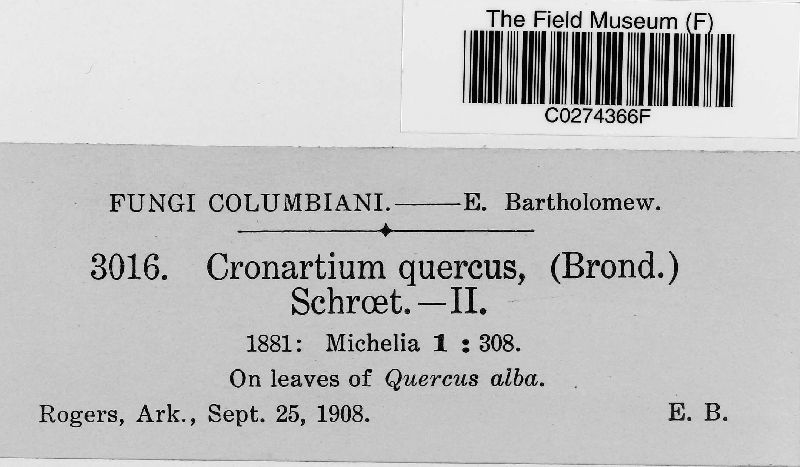 The Field Museum (F)
C0274366F
FUNGI COLUMBIANI.——E. Bartholomew.
3016. Cronartium quercus, (Brond.)
Schrœt.—II.
1881: Michelia 1 : 308.
On leaves of Quercus alba.
Rogers, Ark., Sept. 25, 1908. E. B.